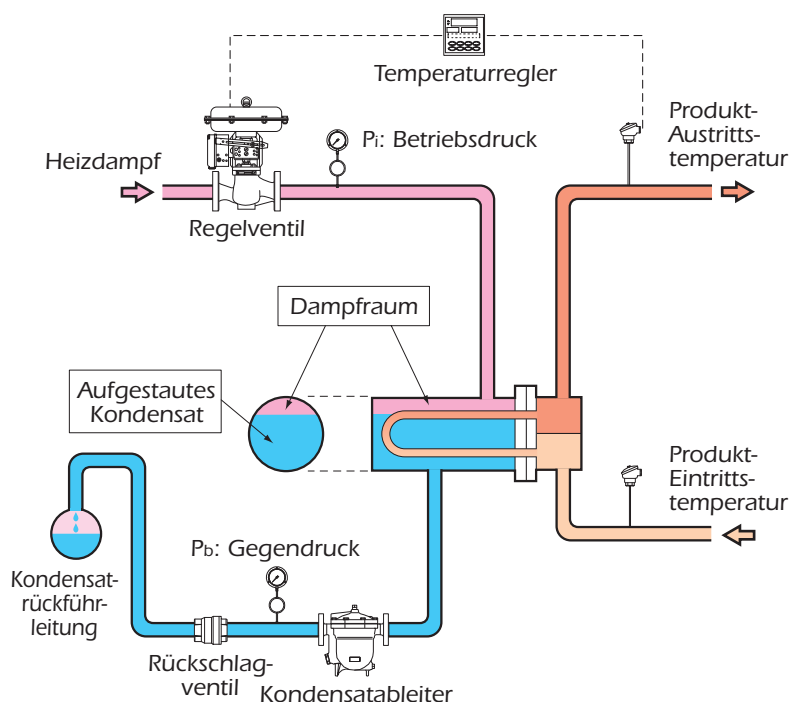 Temperaturregler
Produkt-
Austritts-
temperatur
Pi: Betriebsdruck
Heizdampf
Regelventil
Dampfraum
Aufgestautes
Kondensat
Produkt-
Eintritts-
temperatur
Pb: Gegendruck
Kondensat-
rückführ-
leitung
Rückschlag-
ventil
Kondensatableiter